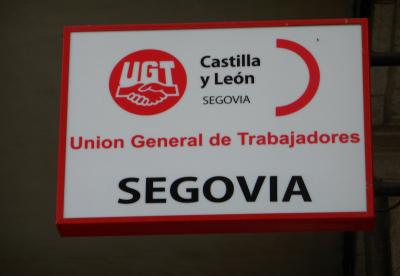 UGT
Castilla
y León
SEGOVIA
Union General de Trabajadores
SEGOVIA